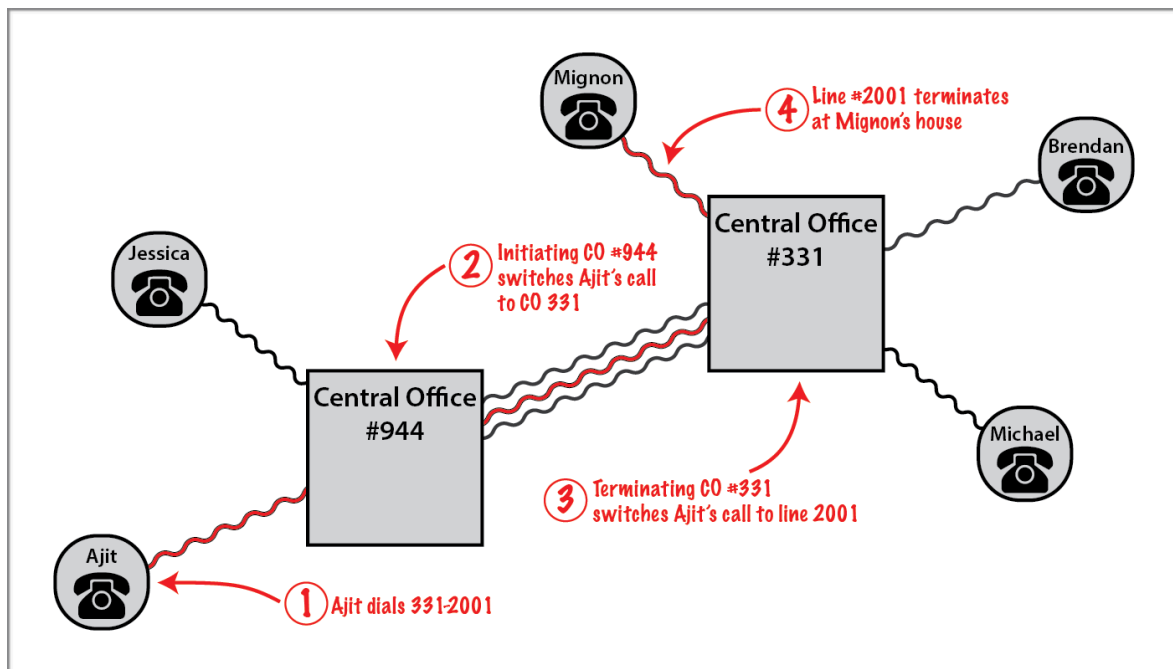 Mignon
4 Line #2001 terminates
at Mignon's house
Brendan
Central Office
#331
Jessica
2 Initiating CO #944
switches Ajit's call
to CO 331
Central Office
#944
Michael
3 Terminating CO #331
switches Ajit's call to line 2001
Ajit
1 Ajit dials 331-2001